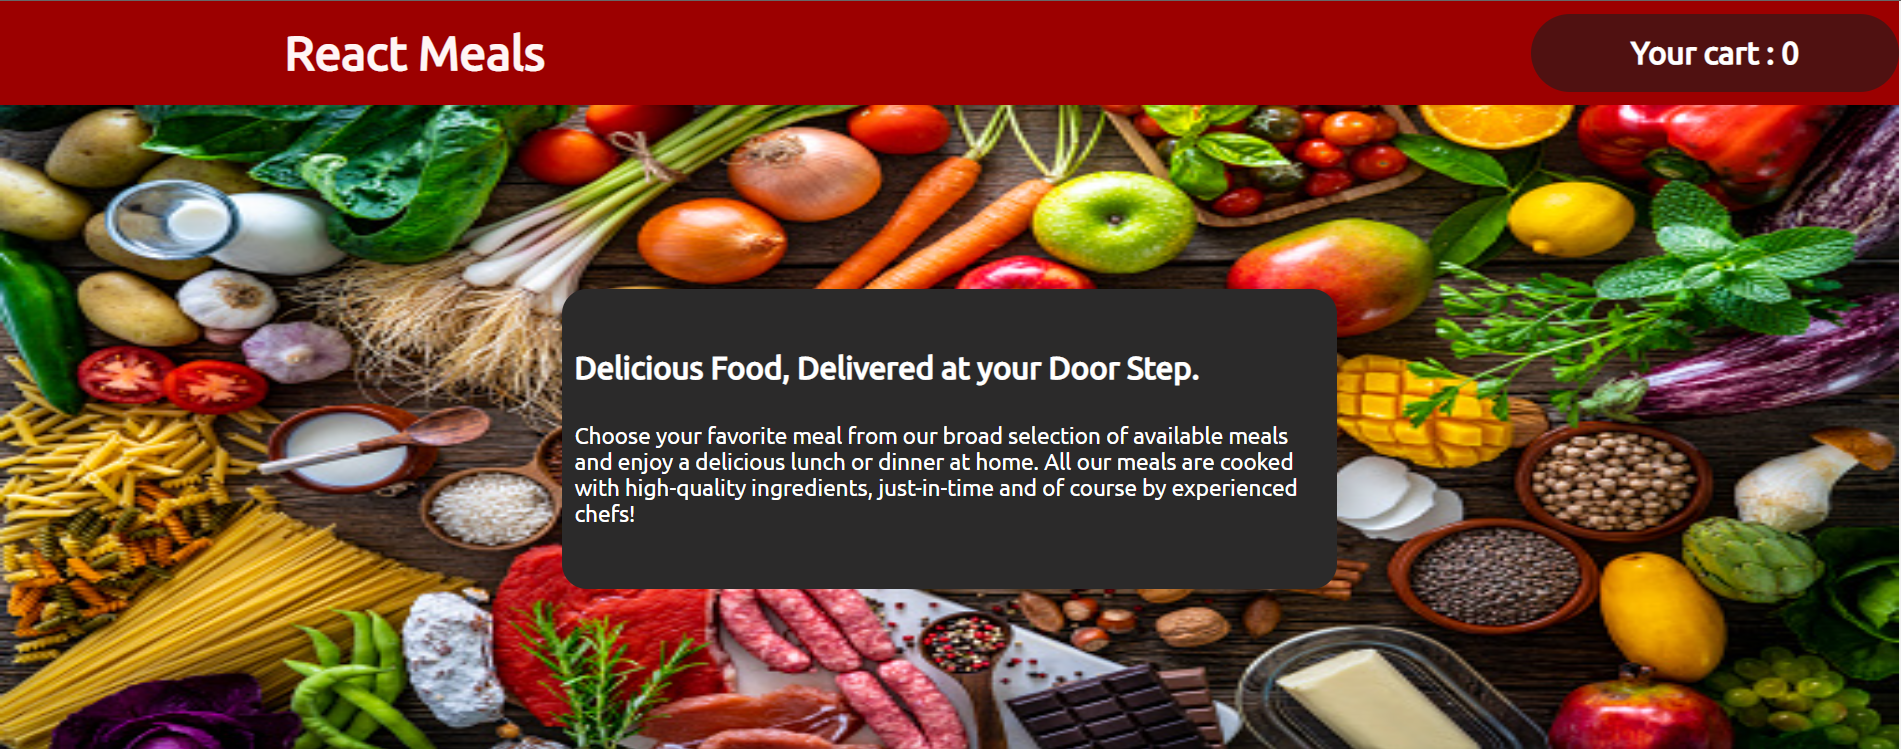 React Meals
Your cart : 0
Delicious Food, Delivered at your Door Step.
Choose your favorite meal from our broad selection of available meals
and enjoy a delicious lunch or dinner at home. All our meals are cooked
with high-quality ingredients, just-in-time and of course by experienced
chefs!